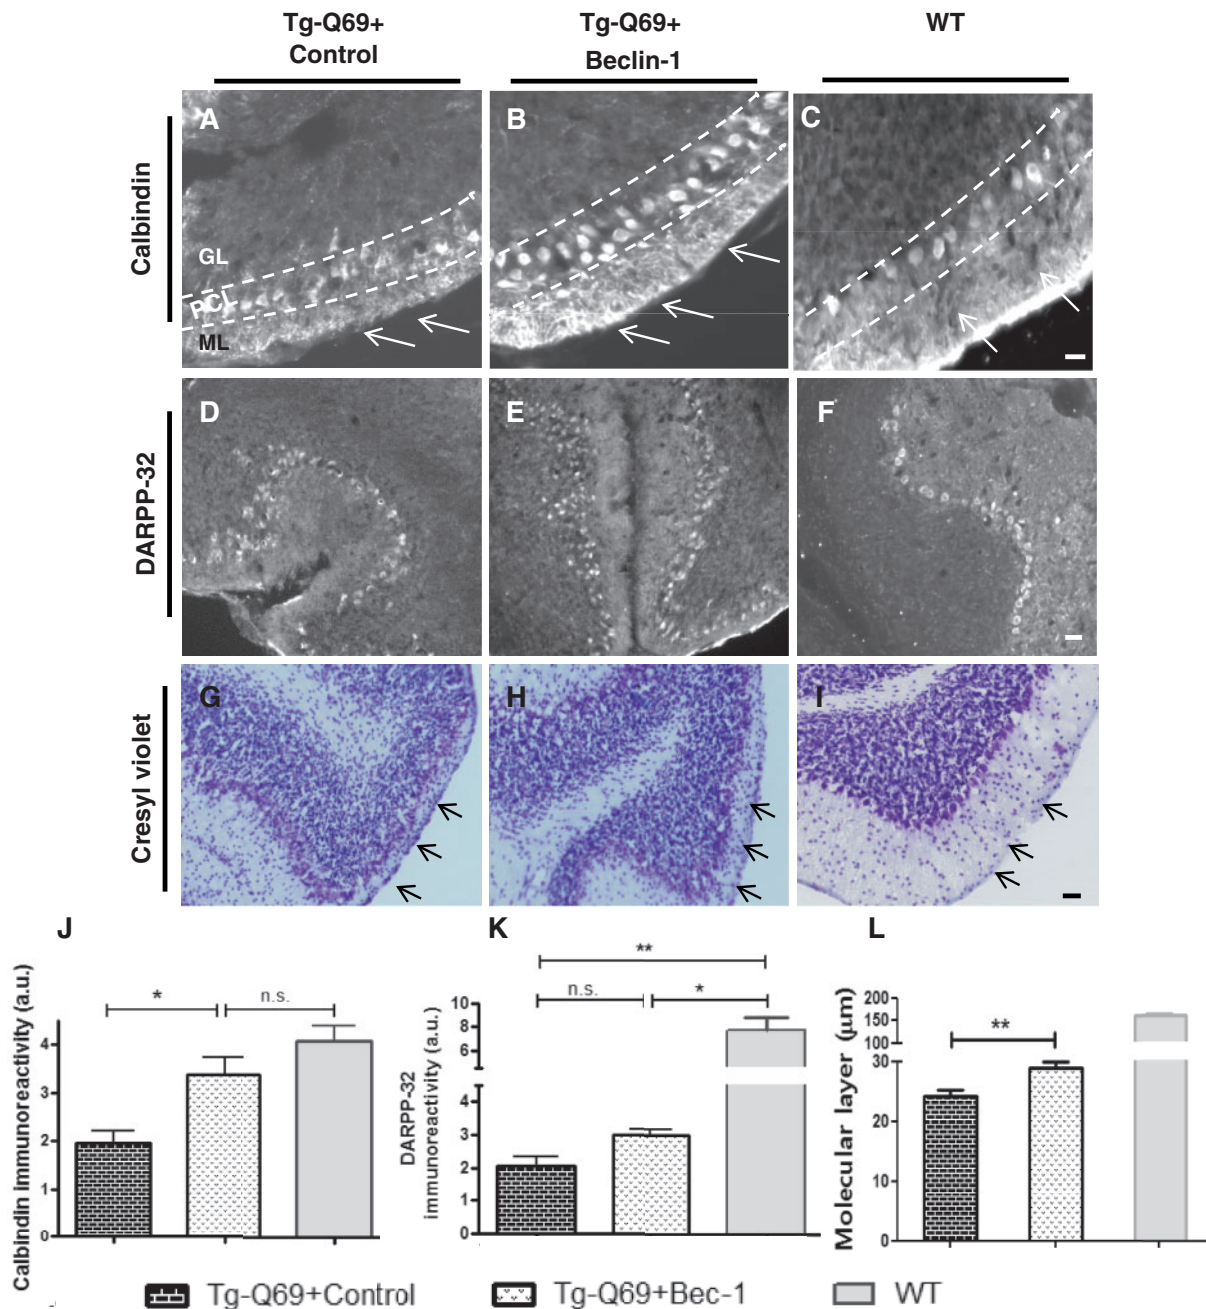 Tg-Q69+ Tg-Q69+ WT
Control Beclin-1
Calbindin
A B C
GL
PCL
ML
DARPP-32
D E F
Cresyl violet
G H I
J
Calbindin immunoreactivity (a.u.)
* n.s.
4
3
2
1
0
K
DARPP-32
immunoreactivity (a.u.)
**
n.s. *
10
8
6
4
3
2
1
0
L
Molecular layer (μm)
**
200
150
100
30
20
10
0
Tg-Q69+Control Tg-Q69+Bec-1 WT